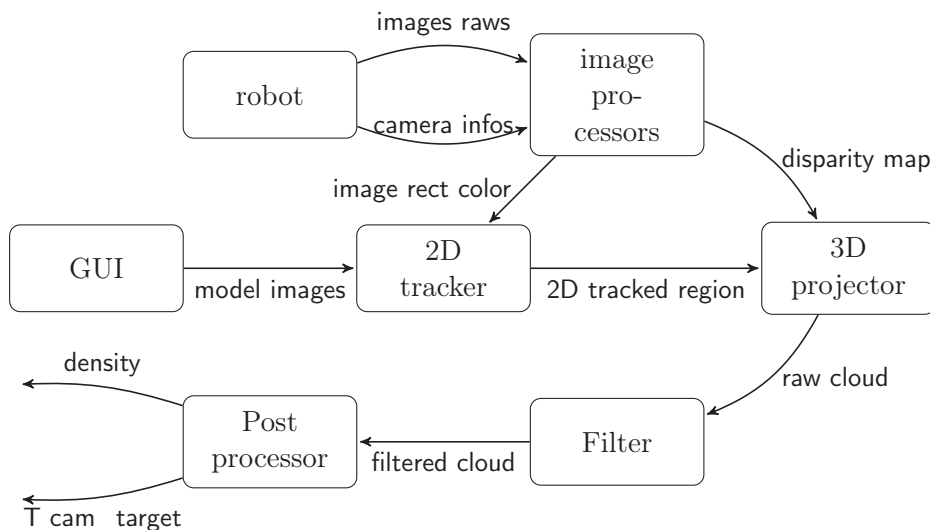 images raws
robot
image
pro-
cessors
camera infos
disparity map
image rect color
GUI
model images
2D
tracker
2D tracked region
3D
projector
density
raw cloud
Post
processor
filtered cloud
Filter
T cam target